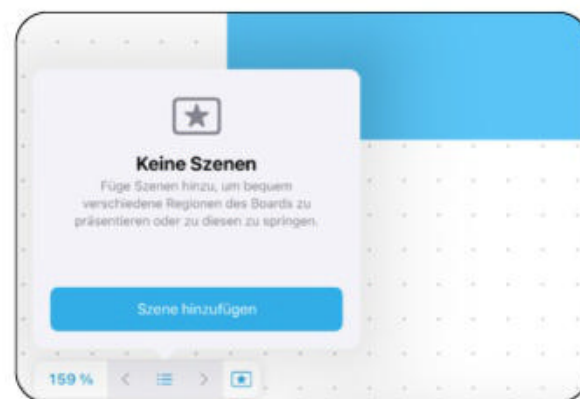 Keine Szenen
Füge Szenen hinzu, um bequem
verschiedene Regionen des Boards zu
präsentieren oder zu diesen zu springen.
Szene hinzufügen
159 %